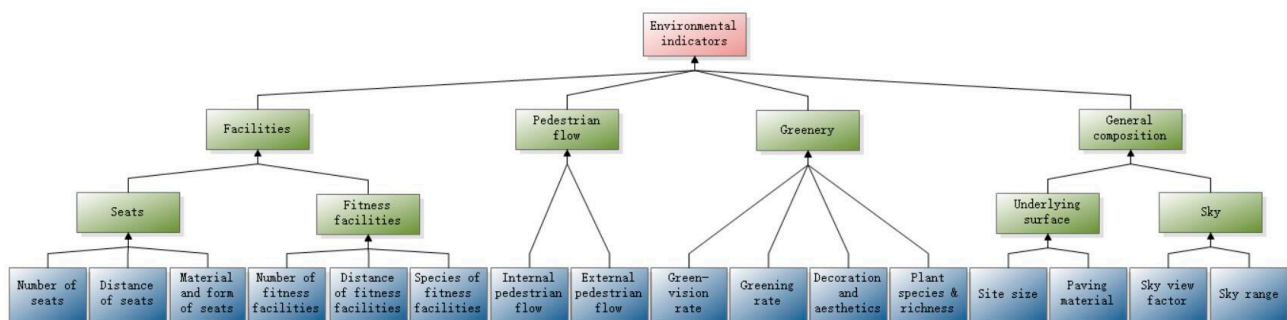 Environmental
indicators
Facilities
Pedestrian
flow
Greenery
General
composition
Seats
Fitness
facilities
Underlying
surface
Sky
Number of
seats
Distance
of seats
Material
and form
of seats
Number of
fitness
facilities
Distance
of fitness
facilities
Species of
fitness
facilities
Internal
pedestrian
flow
External
pedestrian
flow
Green-
vision
rate
Greening
rate
Decoration
and
aesthetics
Plant
species &
richness
Site size
Paving
material
Sky view
factor
Sky range